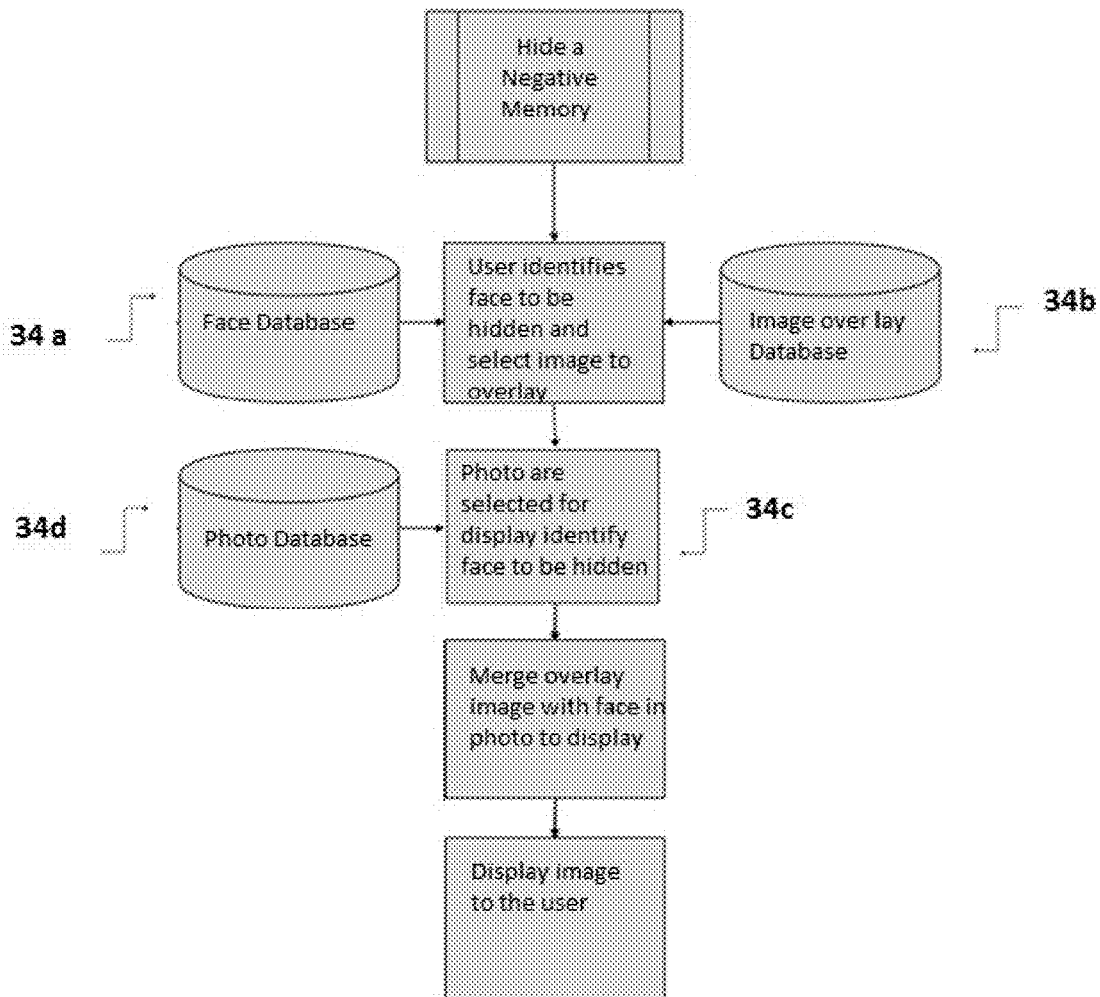 Hide a
Negative
Memory
User identifies
face to be
hidden and
select image to
overlay
Face Database
34 a
Image over lay
Database
34b
Photo are
selected for
display identify
face to be hidden
Photo Database
34d
34c
Merge overlay
image with face in
photo to display
Display image
to the user